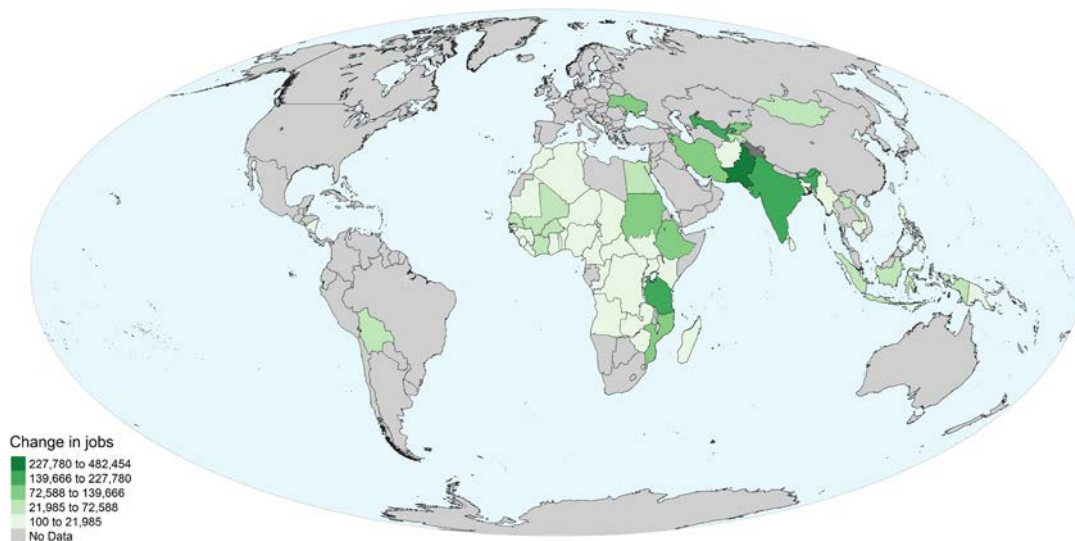 Change in jobs
227,780 to 482,454
139,666 to 227,780
72,588 to 139,666
21,985 to 72,588
100 to 21,985
No Data